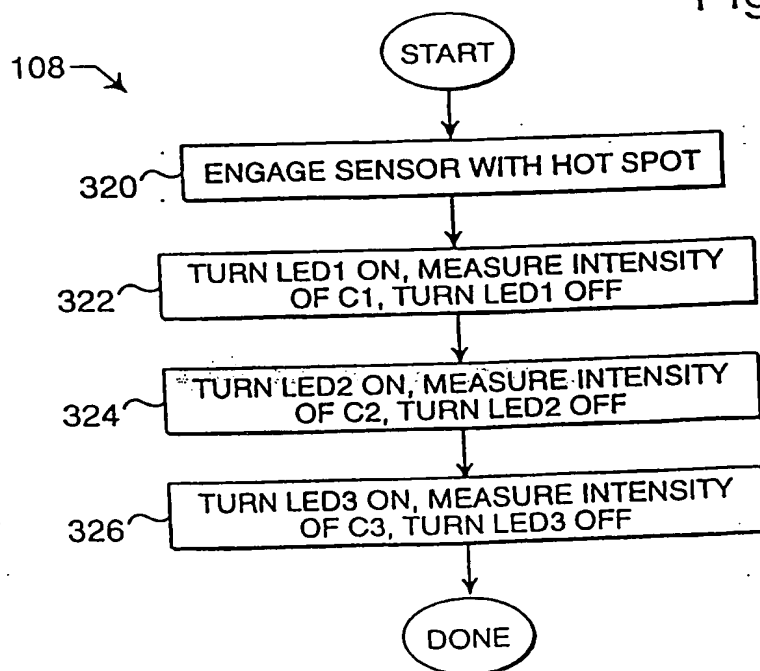 START
108
320
ENGAGE SENSOR WITH HOT SPOT
322
TURN LED1 ON, MEASURE INTENSITY
OF C1, TURN LED1 OFF
324
TURN LED2 ON, MEASURE INTENSITY
OF C2, TURN LED2 OFF
326
TURN LED3 ON, MEASURE INTENSITY
OF C3, TURN LED3 OFF
DONE